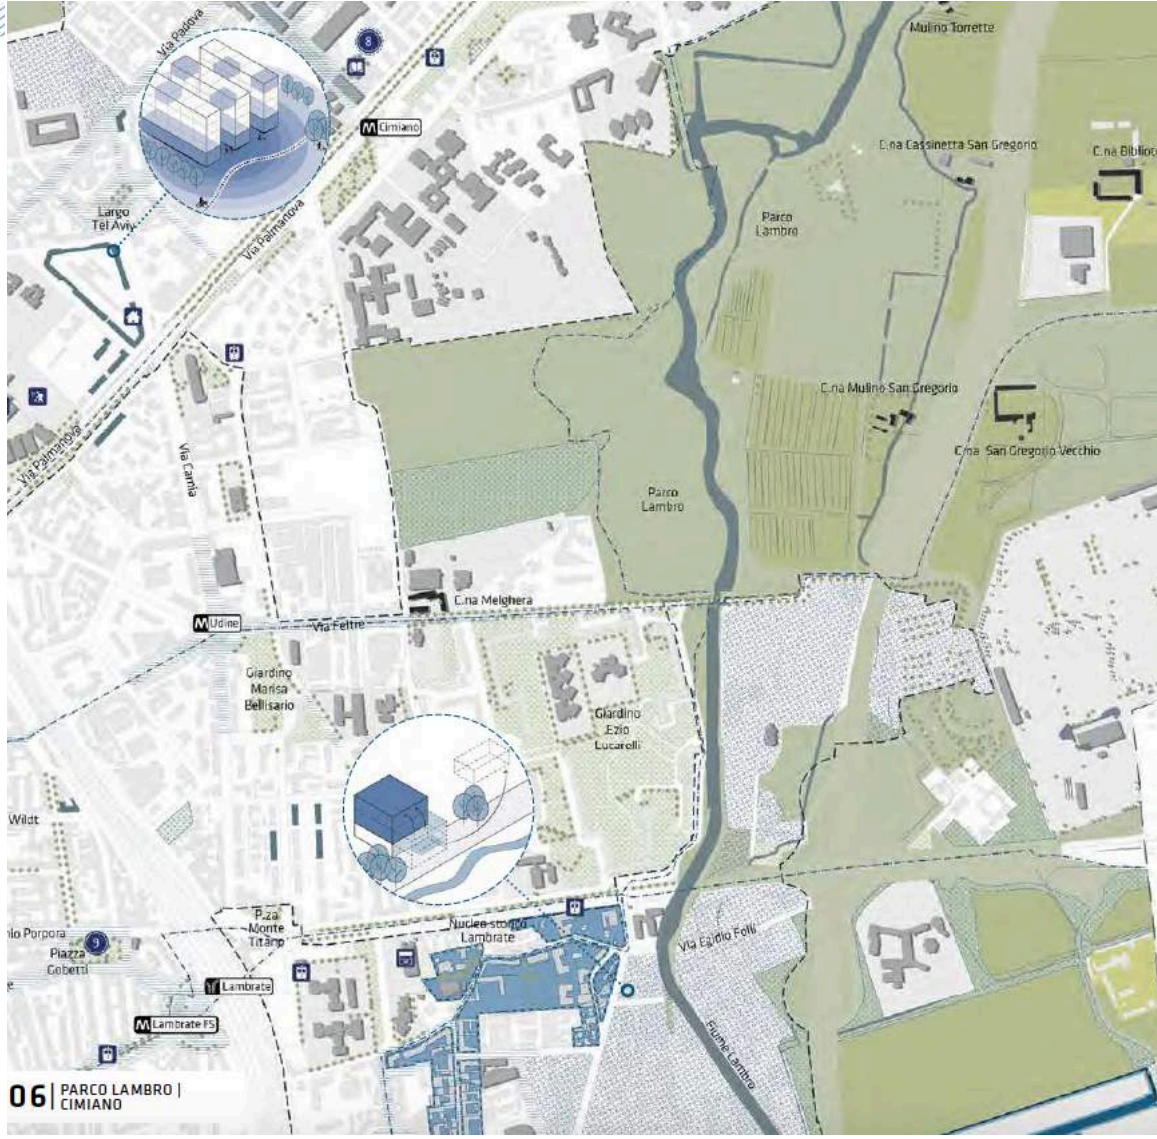 Via Padova
8
Mulino Torrette
M Cimiano
C.na Cassinetta San Gregorio
Largo
Tel Aviv
Via Palmanova
Parco
Lambro
C.na Mulino San Gregorio
Via Palmanova
Via Carnia
C.na San Gregorio Vecchio
Parco
Lambro
C.na Melghera
M Udine
Via Feltre
Giardino
Marisa
Bellisario
Giardino
Ezio
Lucarelli
Wildt
P.za
Monte
Titano
Nucleo storico
Lambrate
Via Egidio Folli
Porpora
9
Piazza
Gobetti
Lambrate
M Lambrate FS
Fiume Lambro
06 | PARCO LAMBRO |
CIMIANO